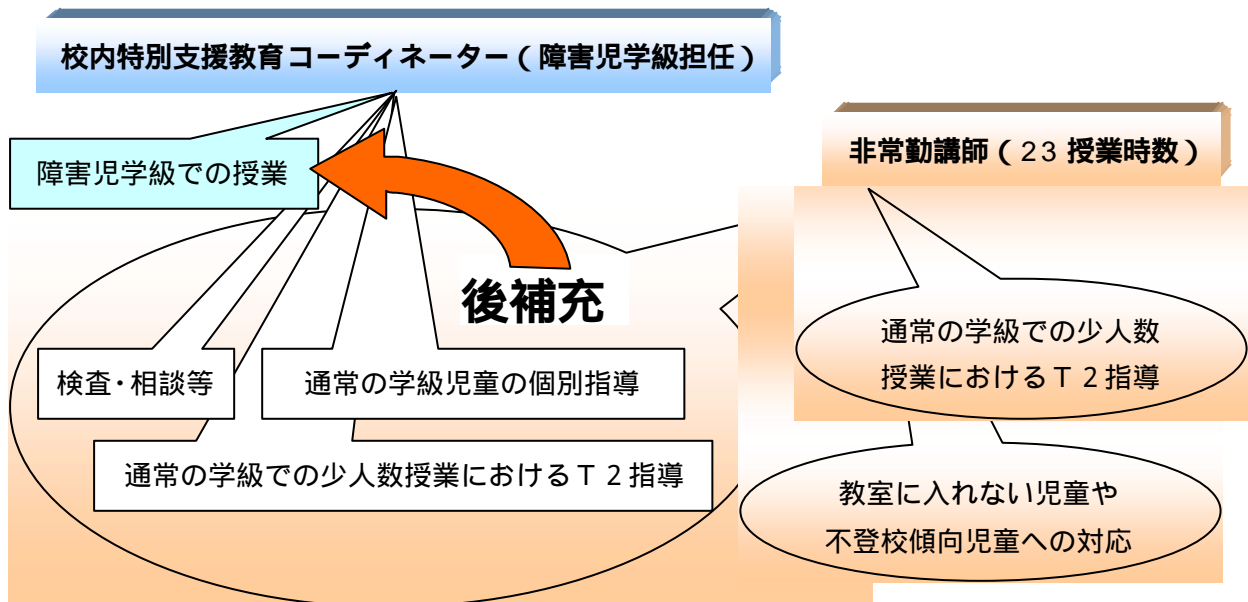 校内特別支援教育コーディネーター(障害児学級担任)
障害児学級での授業
後補充
検査・相談等
通常の学級児童の個別指導
通常の学級での少人数授業におけるT2指導
非常勤講師(23授業時数)
通常の学級での少人数
授業におけるT2指導
教室に入れない児童や
不登校傾向児童への対応